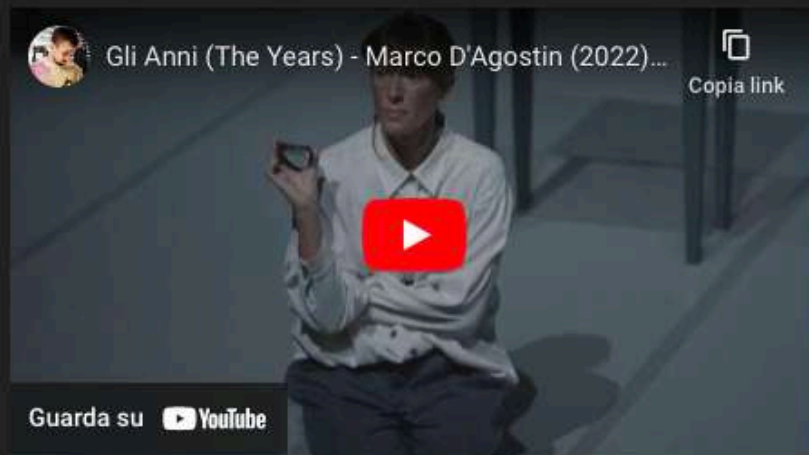 Gli Anni (The Years) - Marco D'Agostin (2022)...
Copia link
Guarda su YouTube